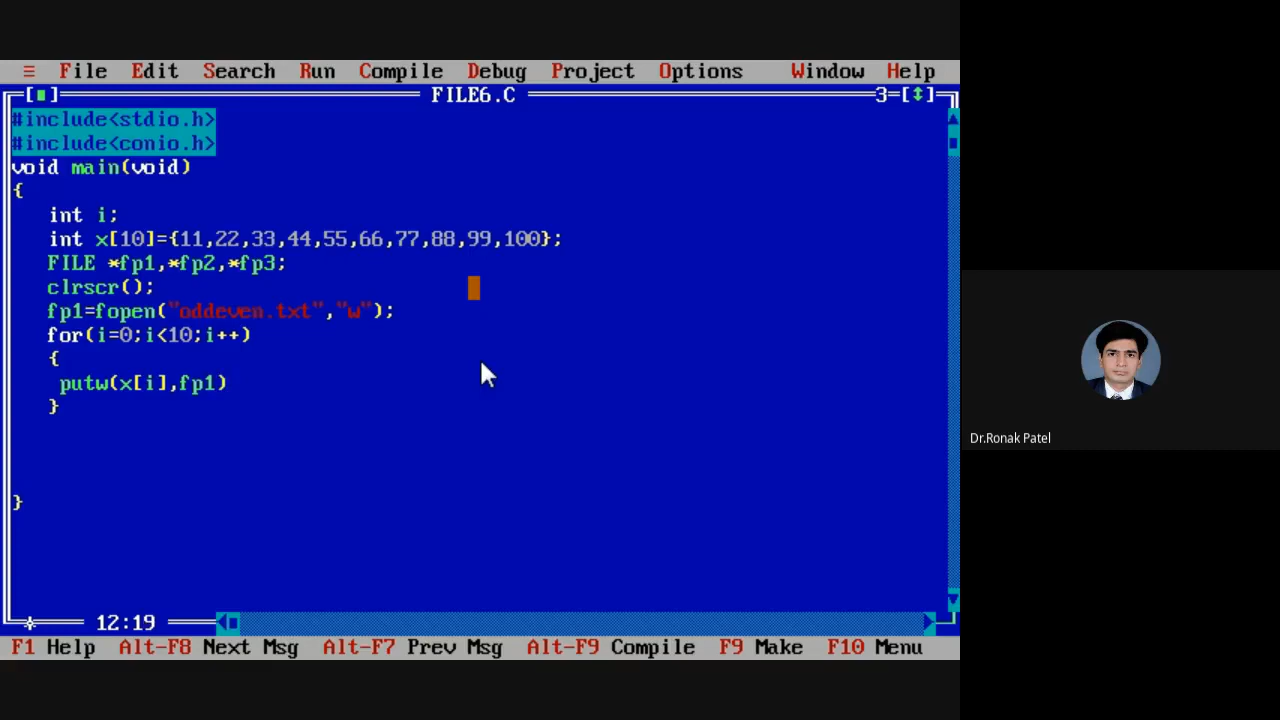 ≡ File Edit Search Run Compile Debug Project Options Window Help
FILE6.C 3
#include<stdio.h>
#include<conio.h>
void main(void)
{
int i;
int x[10]={11,22,33,44,55,66,77,88,99,100};
FILE *fp1,*fp2,*fp3;
clrscr();
fp1=fopen("oddeven.txt","w");
for(i=0;i<10;i++)
{
putw(x[i],fp1)
}
}
12:19
F1 Help Alt-F8 Next Msg Alt-F7 Prev Msg Alt-F9 Compile F9 Make F10 Menu
Dr.Ronak Patel